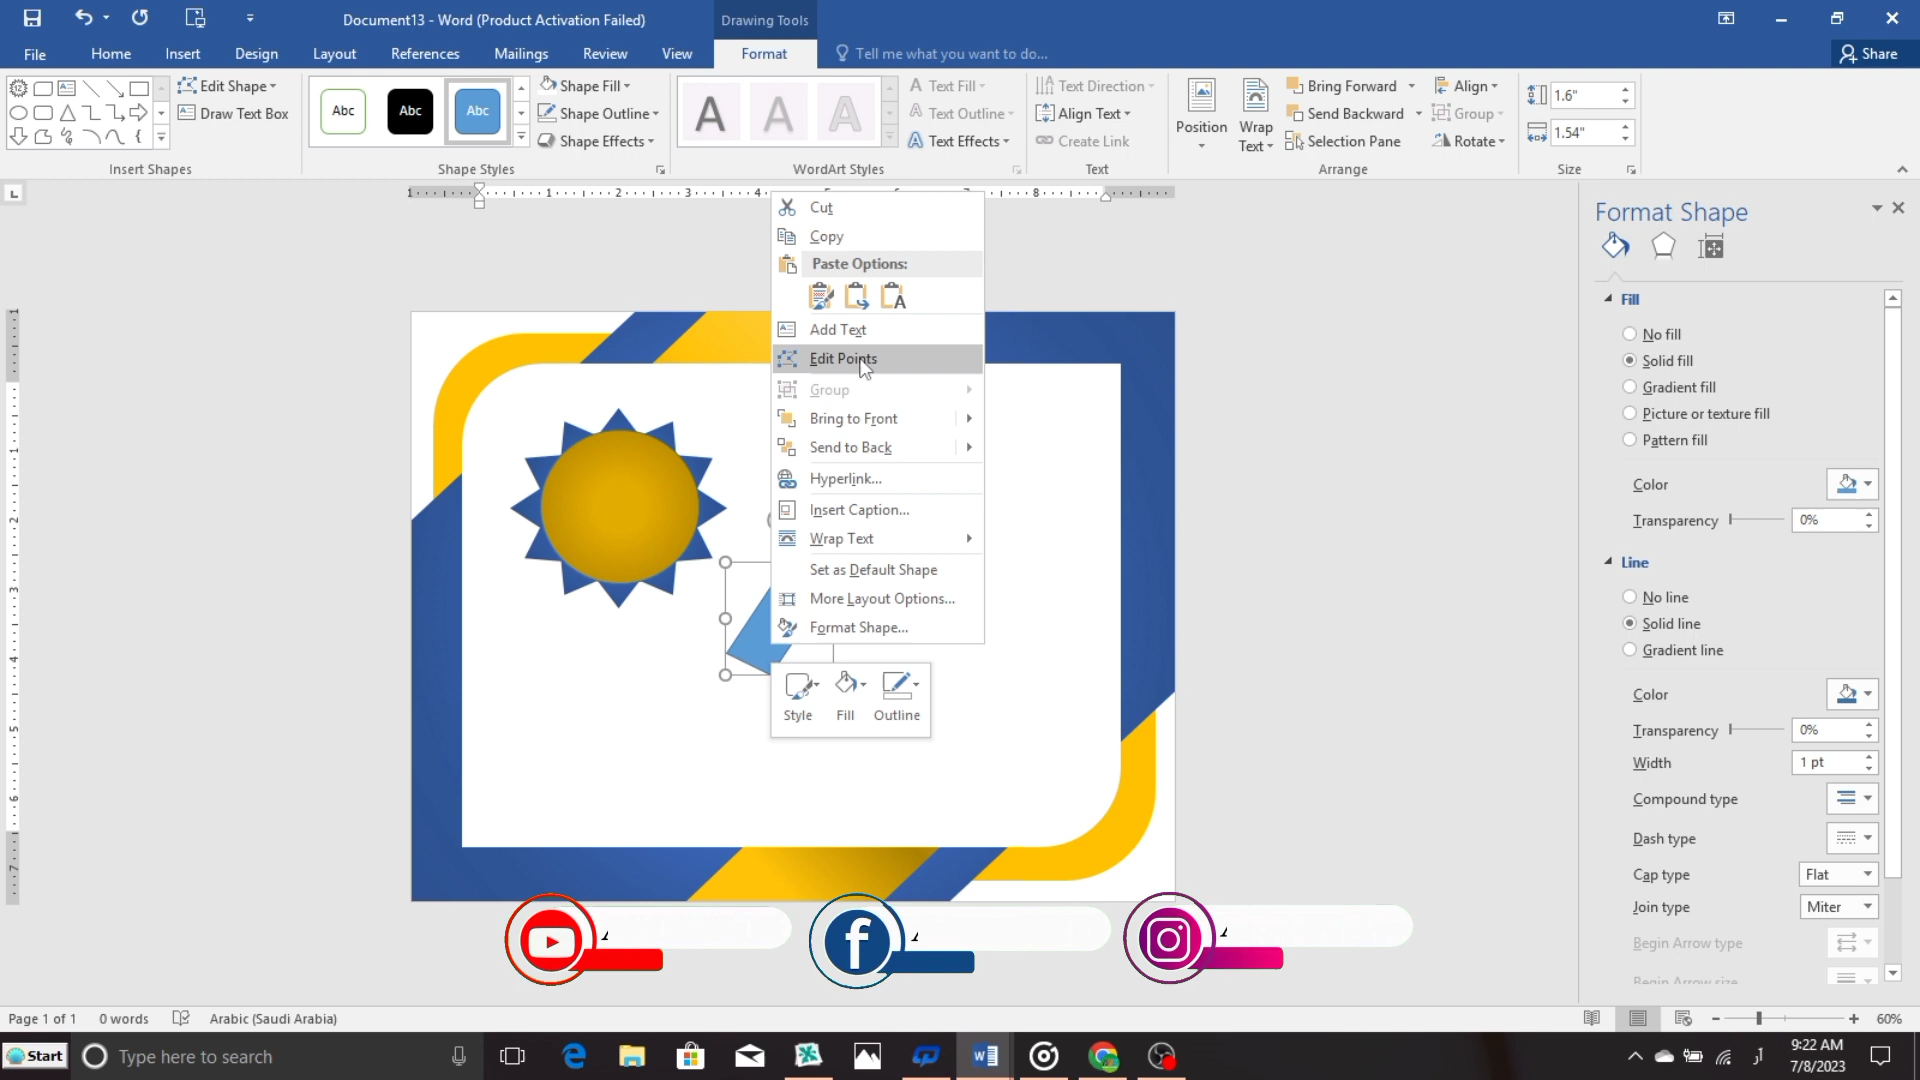 Document13 - Word (Product Activation Failed)
Drawing Tools
File
Home
Insert
Design
Layout
References
Mailings
Review
View
Format
Tell me what you want to do...
Share
Edit Shape
Draw Text Box
Insert Shapes
Abc
Abc
Abc
Shape Fill
Shape Outline
Shape Effects
Shape Styles
A
A
A
Text Fill
Text Outline
Text Effects
WordArt Styles
Text Direction
Align Text
Create Link
Text
Position
Wrap
Text
Bring Forward
Send Backward
Selection Pane
Align
Group
Rotate
Arrange
1.6"
1.54"
Size
Cut
Copy
Paste Options:
Add Text
Edit Points
Group
Bring to Front
Send to Back
Hyperlink...
Insert Caption...
Wrap Text
Set as Default Shape
More Layout Options...
Format Shape...
Style
Fill
Outline
Format Shape
Fill
No fill
Solid fill
Gradient fill
Picture or texture fill
Pattern fill
Color
Transparency
0%
Line
No line
Solid line
Gradient line
Color
Transparency
0%
Width
1 pt
Compound type
Dash type
Cap type
Flat
Join type
Miter
Begin Arrow type
Begin Arrow size
Page 1 of 1
0 words
Arabic (Saudi Arabia)
60%
Start
Type here to search
9:22 AM
7/8/2023